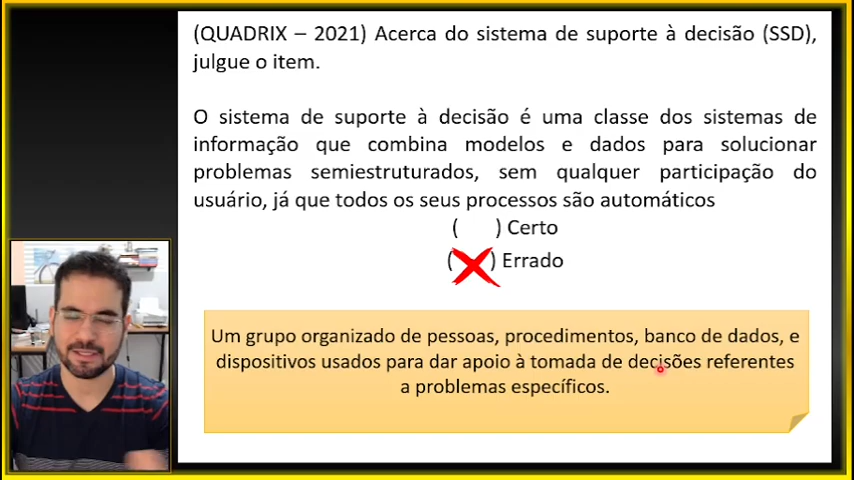 (QUADRIX – 2021) Acerca do sistema de suporte à decisão (SSD),
julgue o item.
O sistema de suporte à decisão é uma classe dos sistemas de
informação que combina modelos e dados para solucionar
problemas semiestruturados, sem qualquer participação do
usuário, já que todos os seus processos são automáticos
( ) Certo
( ) Errado
Um grupo organizado de pessoas, procedimentos, banco de dados, e
dispositivos usados para dar apoio à tomada de decisões referentes
a problemas específicos.